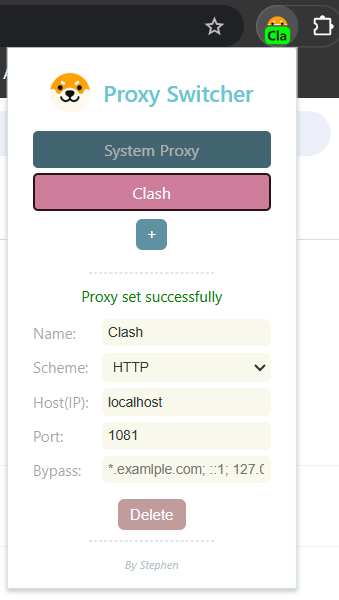 Cla
Proxy Switcher
System Proxy
Clash
+
Proxy set successfully
Name: Clash
Scheme: HTTP
Host(IP): localhost
Port: 1081
Bypass: *.example.com; ::1; 127.0
Delete
By Stephen